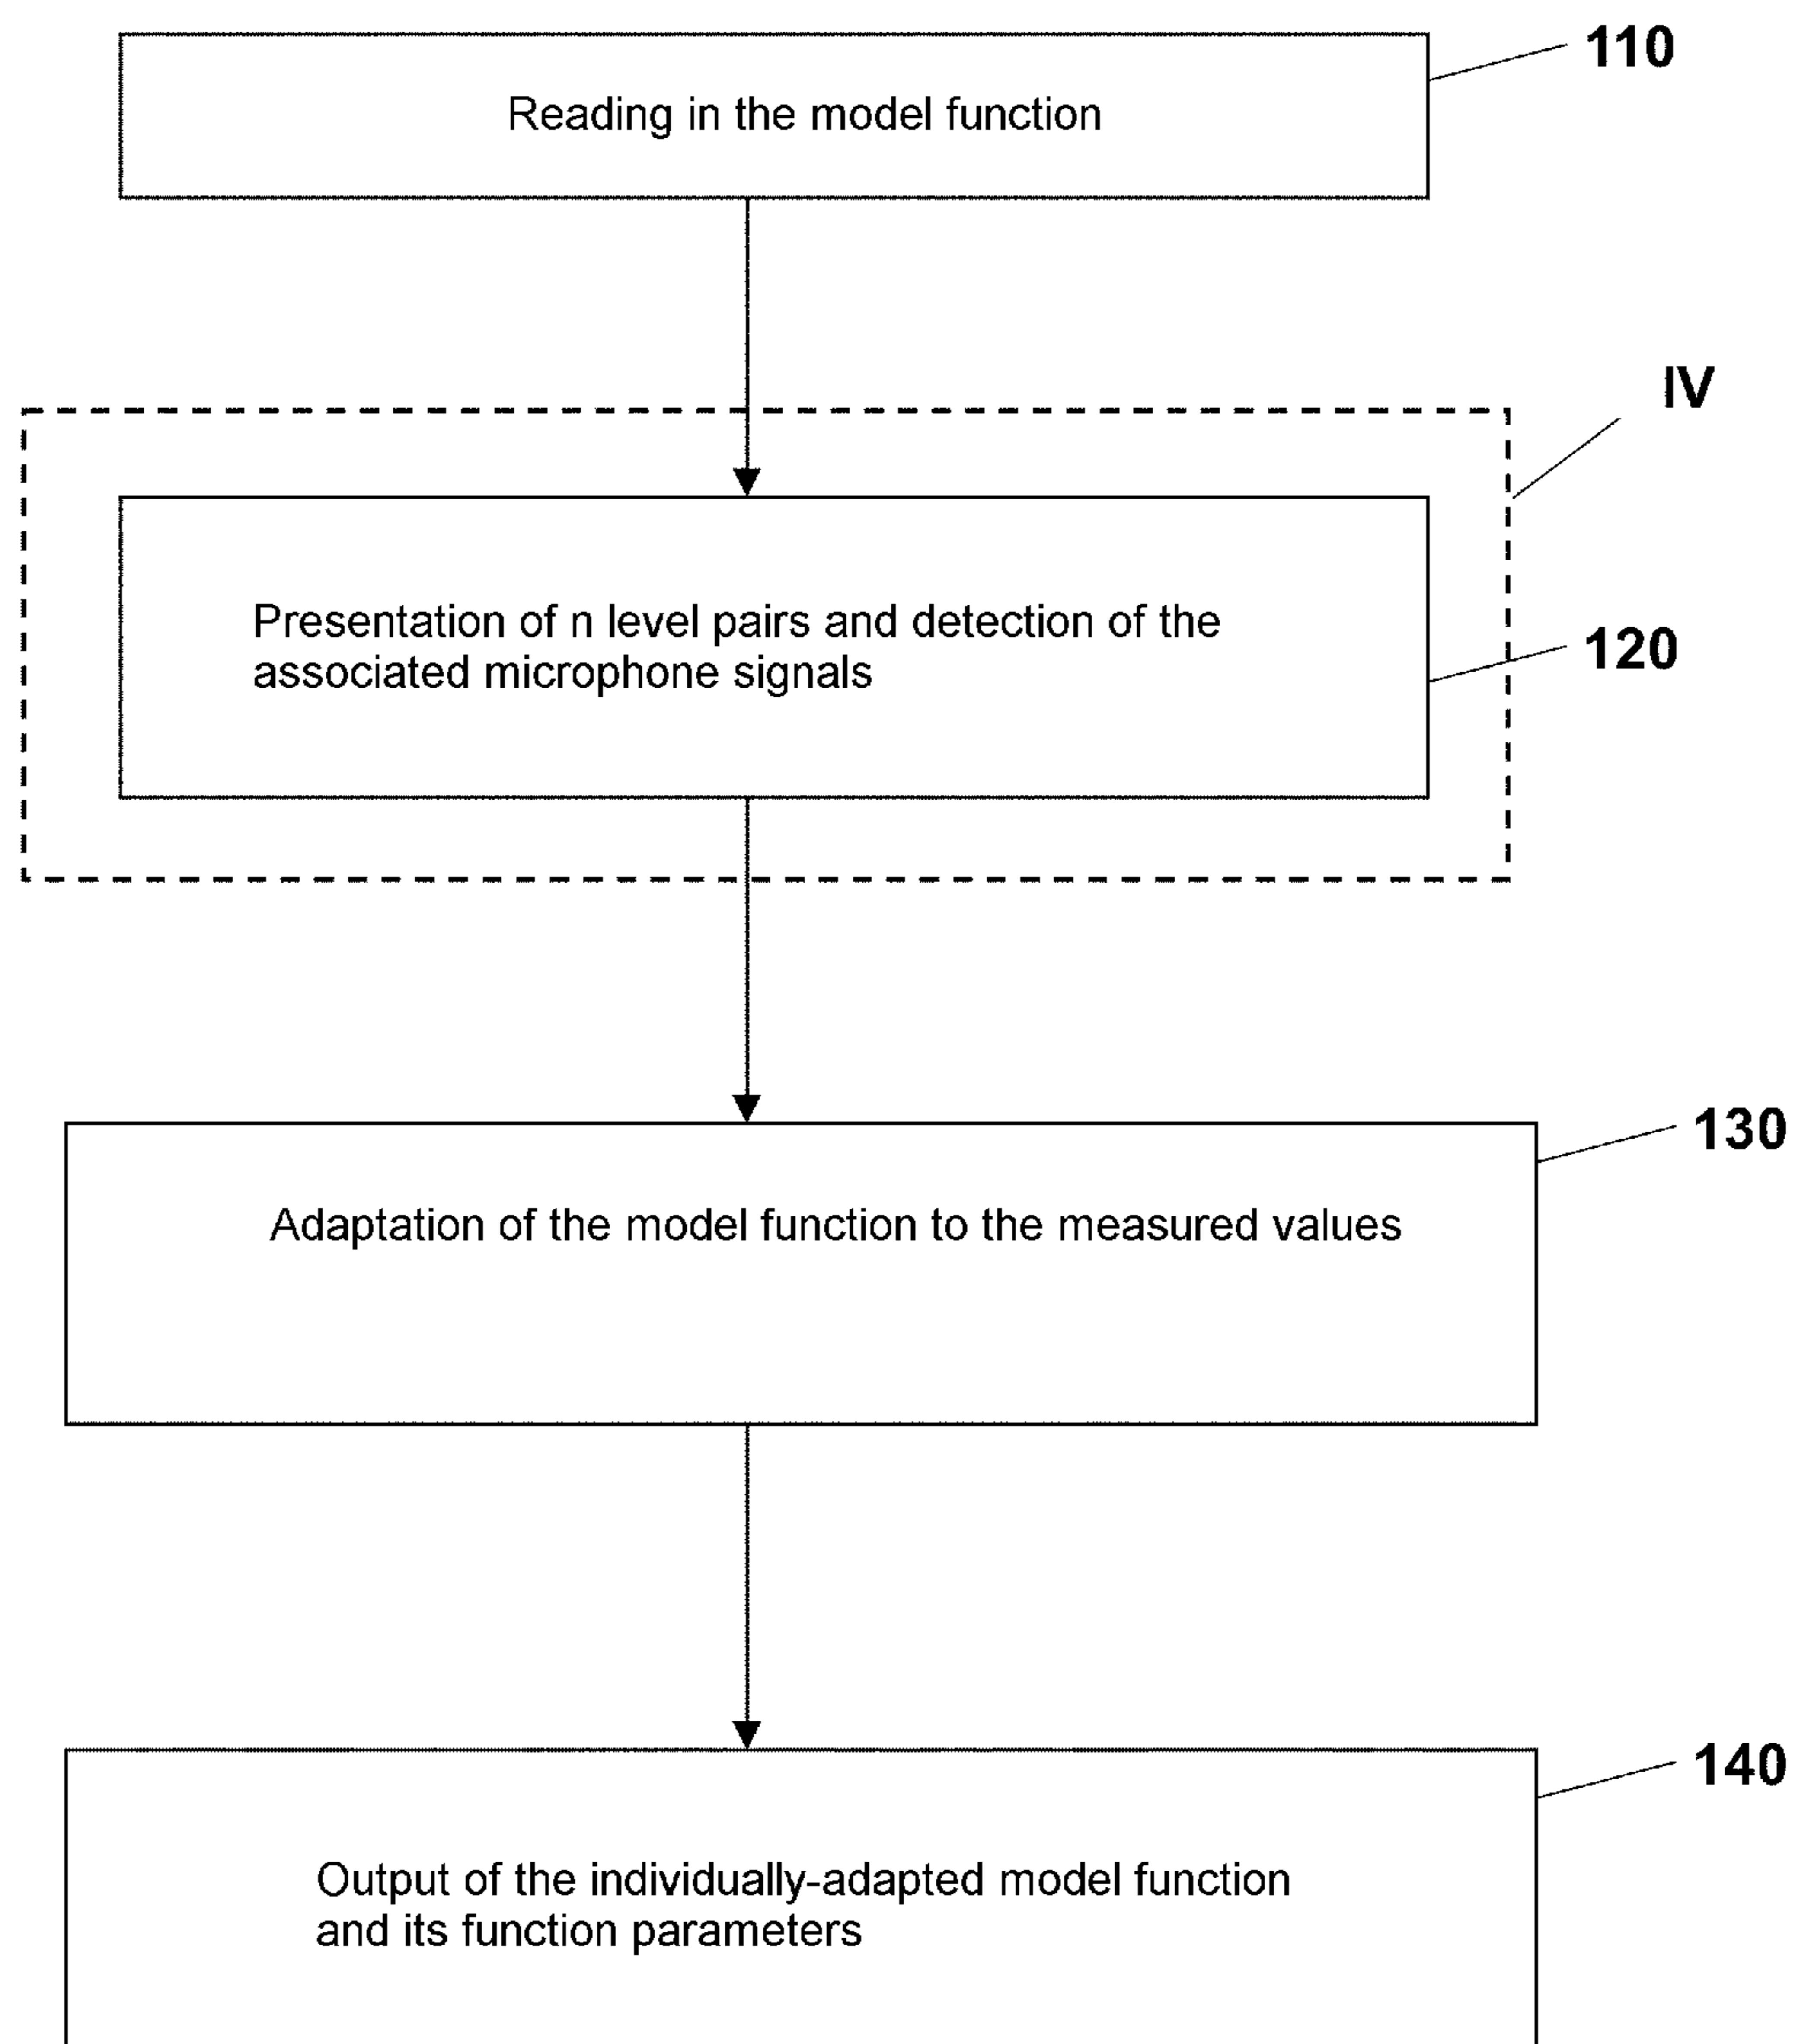 Reading in the model function
110
IV
Presentation of n level pairs and detection of the
associated microphone signals
120
130
Adaptation of the model function to the measured values
140
Output of the individually-adapted model function
and its function parameters